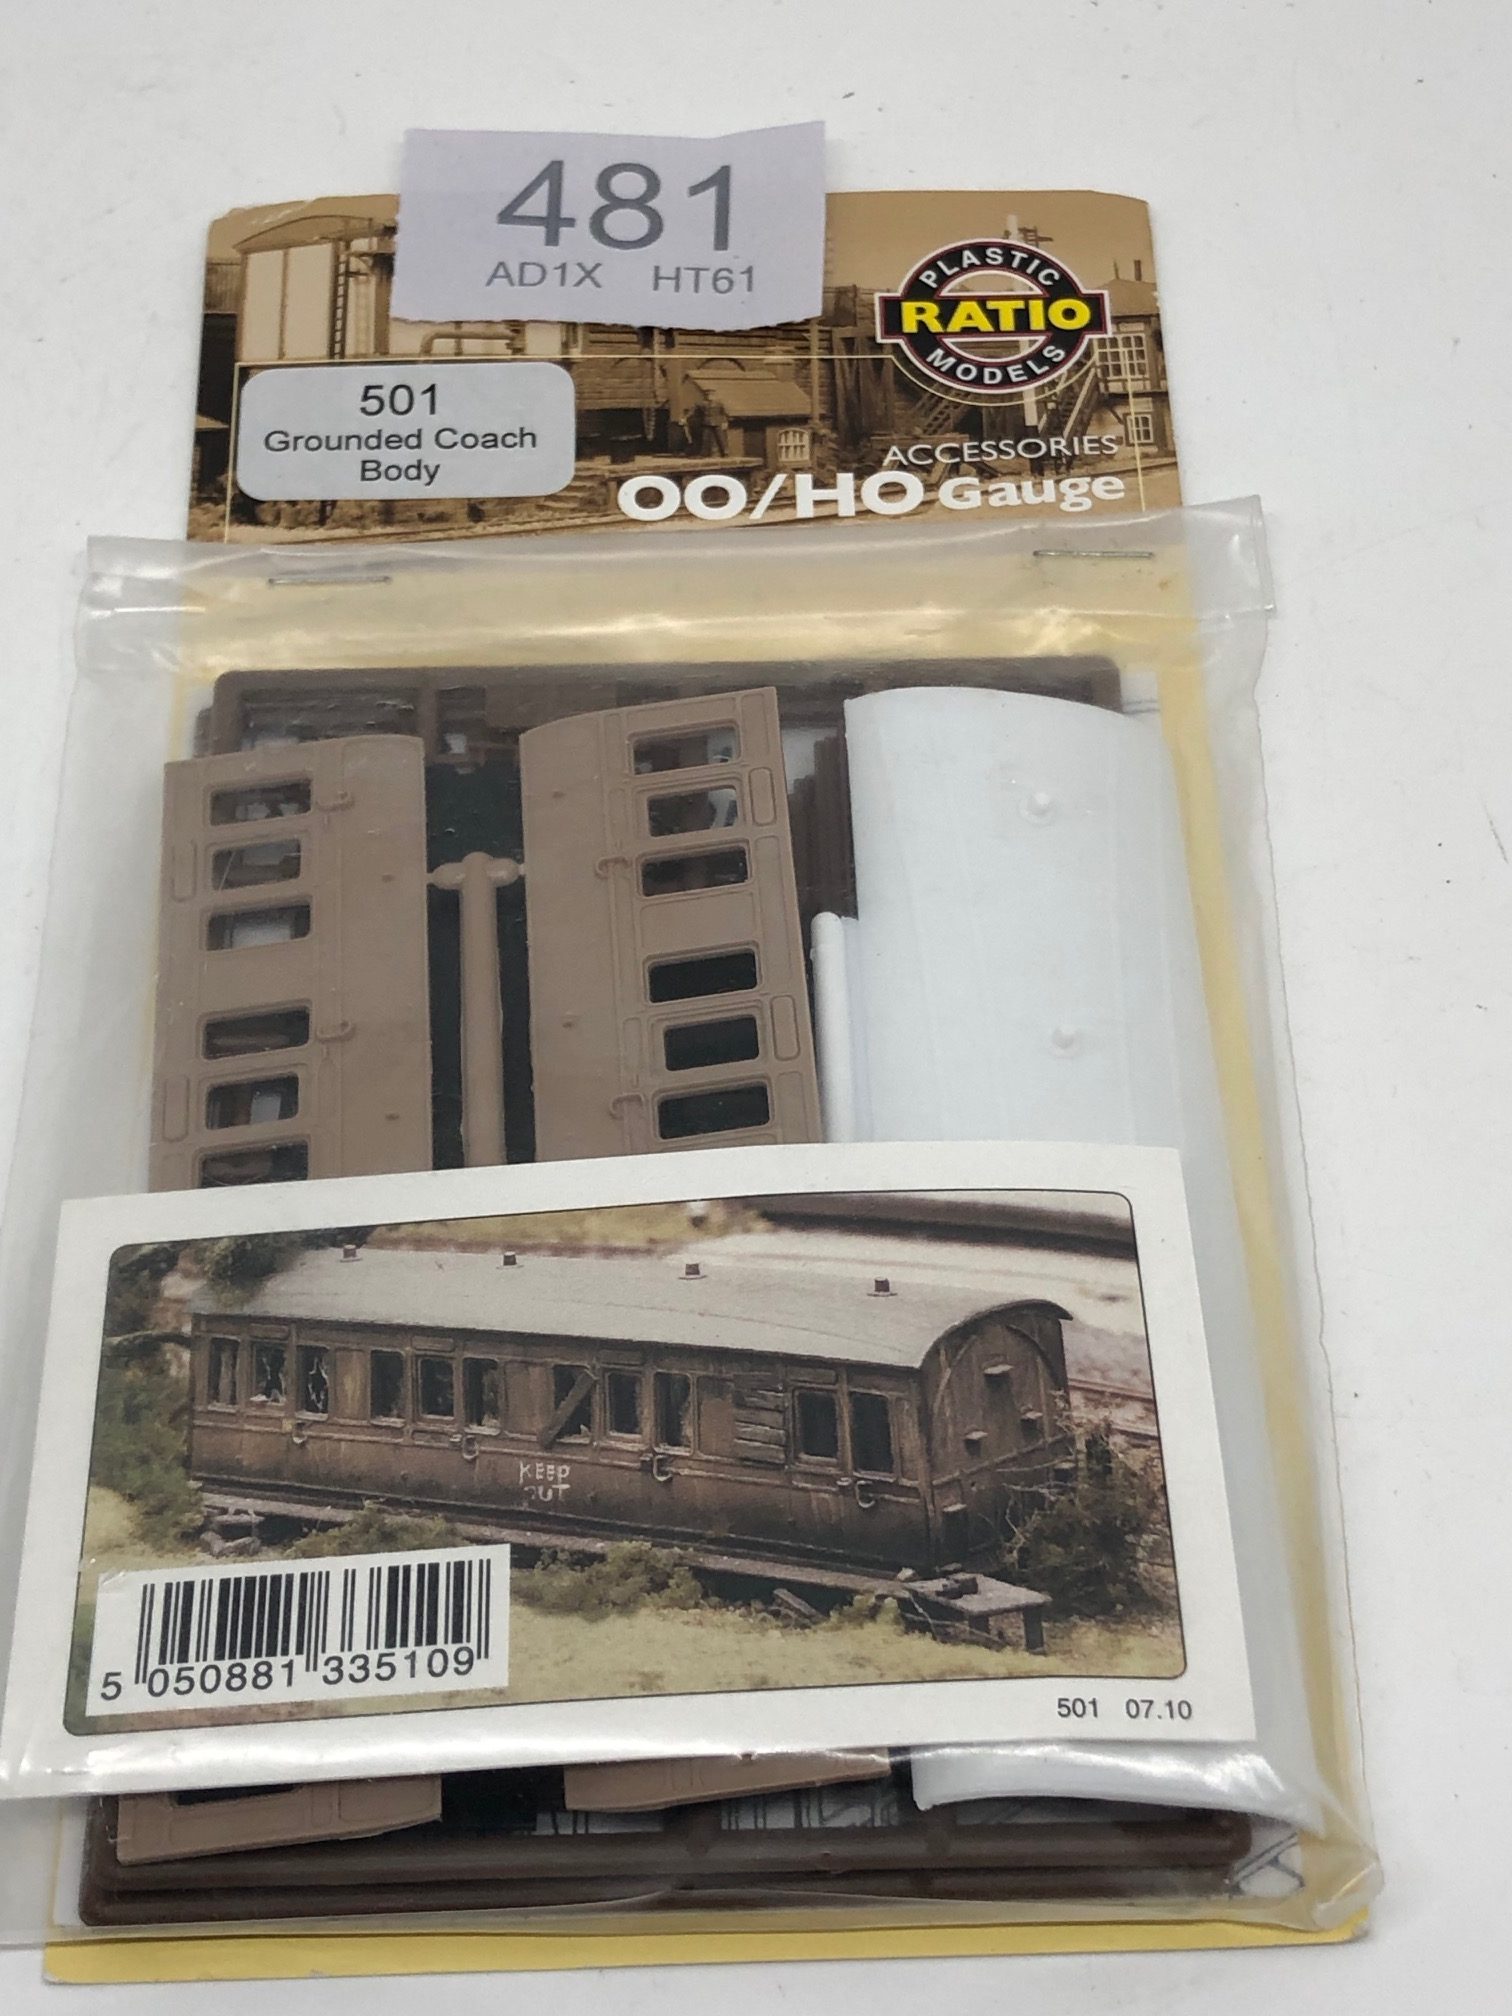 481
AD1X HT61
PLASTIC
RATIO
MODELS
501
Grounded Coach
Body
ACCESSORIES
OO/HO Gauge
KEEP
OUT
5 050881 335109
501 07.10